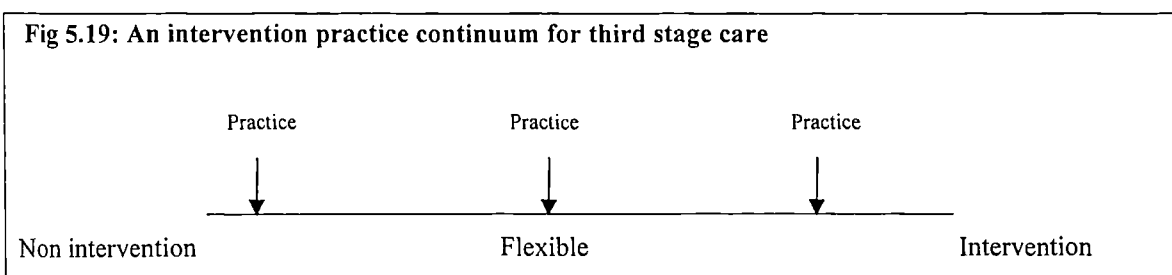 Fig 5.19: An intervention practice continuum for third stage care
Practice Practice Practice
Non intervention Flexible Intervention